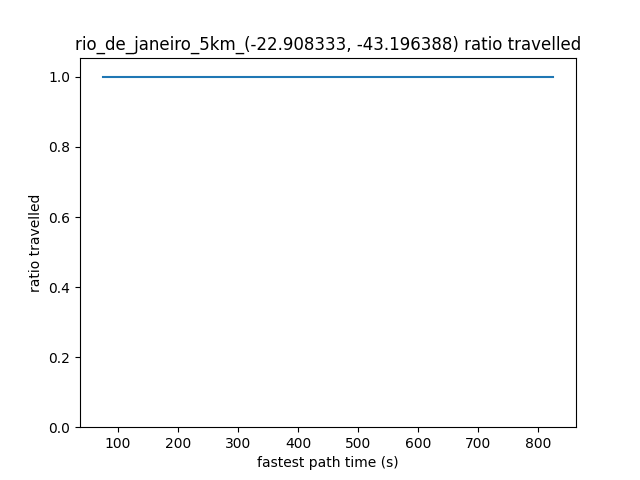 rio_de_janeiro_5km_(-22.908333, -43.196388) ratio travelled
1.0
0.8
0.6
0.4
0.2
0.0
ratio travelled
100 200 300 400 500 600 700 800
fastest path time (s)